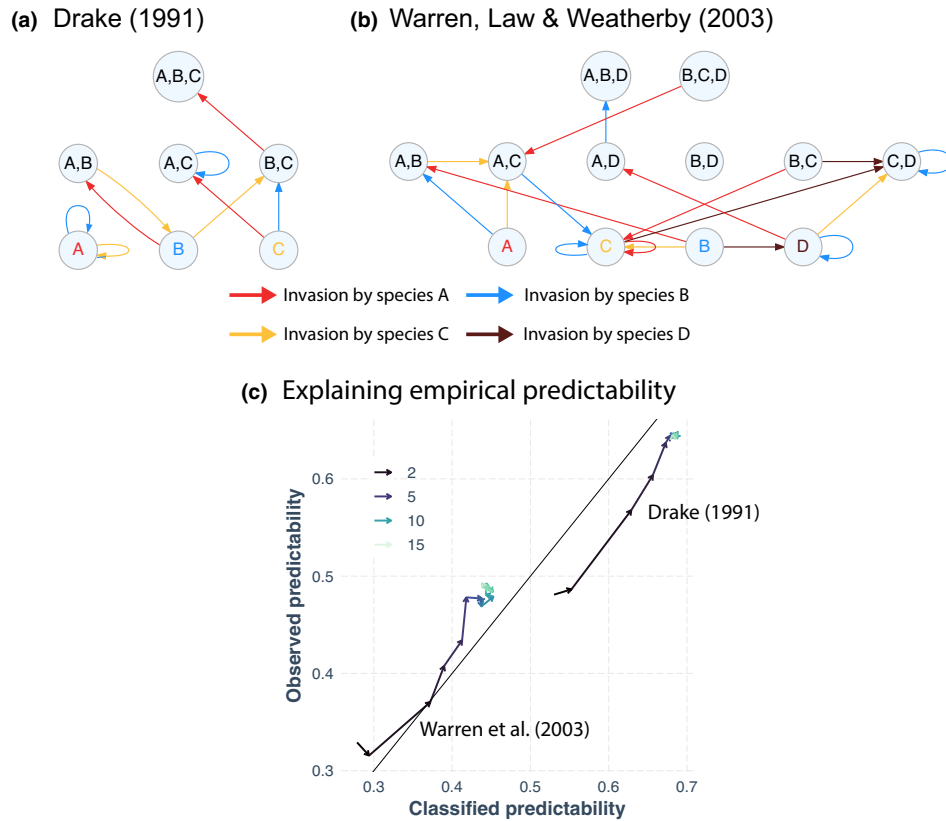 (a) Drake (1991)
(b) Warren, Law & Weatherby (2003)
A,B,C
A,B,D
B,C,D
A,B
A,C
B,C
A,B
A,C
A,D
B,D
B,C
C,D
A
B
C
A
C
B
D
Invasion by species A
Invasion by species B
Invasion by species C
Invasion by species D
(c) Explaining empirical predictability
Observed predictability
0.6
0.5
0.4
0.3
2
5
10
15
Drake (1991)
Warren et al. (2003)
0.3
0.4
0.5
0.6
0.7
Classified predictability